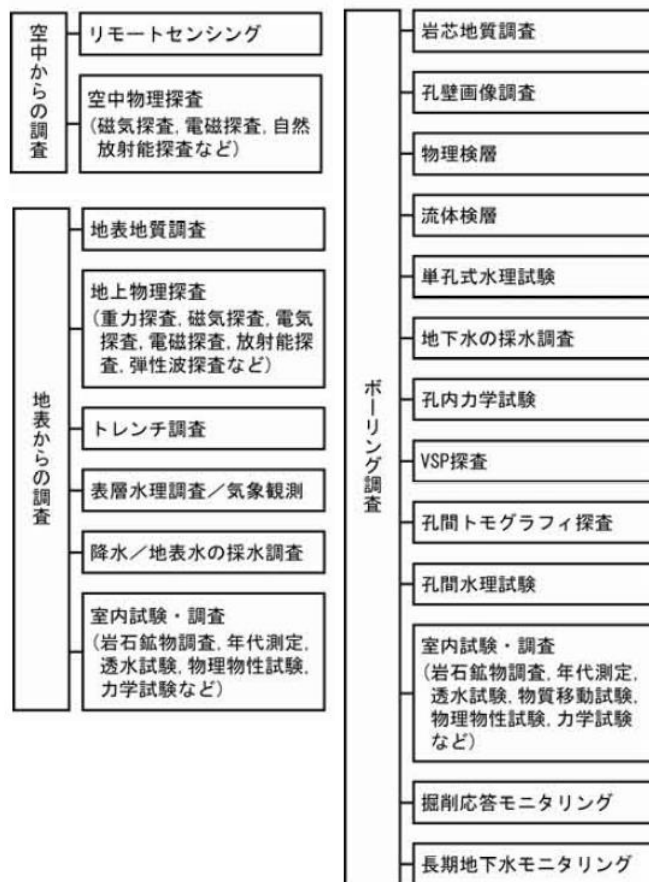 空中からの調査
リモートセンシング
空中物理探査
(磁気探査, 電磁探査, 自然
放射能探査など)
地表からの調査
地表地質調査
地上物理探査
(重力探査, 磁気探査, 電気
探査, 電磁探査, 放射能探
査, 弾性波探査など)
トレンチ調査
表層水理調査／気象観測
降水／地表水の採水調査
室内試験・調査
(岩石鉱物調査, 年代測定,
透水試験, 物理物性試験,
力学試験など)
ボーリング調査
岩芯地質調査
孔壁画像調査
物理検層
流体検層
単孔式水理試験
地下水の採水調査
孔内力学試験
VSP探査
孔間トモグラフィ探査
孔間水理試験
室内試験・調査
(岩石鉱物調査, 年代測定,
透水試験, 物質移動試験,
物理物性試験, 力学試験
など)
掘削応答モニタリング
長期地下水モニタリング